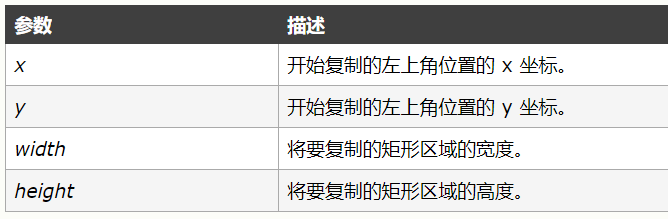 参数 描述
x 开始复制的左上角位置的 x 坐标。
y 开始复制的左上角位置的 y 坐标。
width 将要复制的矩形区域的宽度。
height 将要复制的矩形区域的高度。